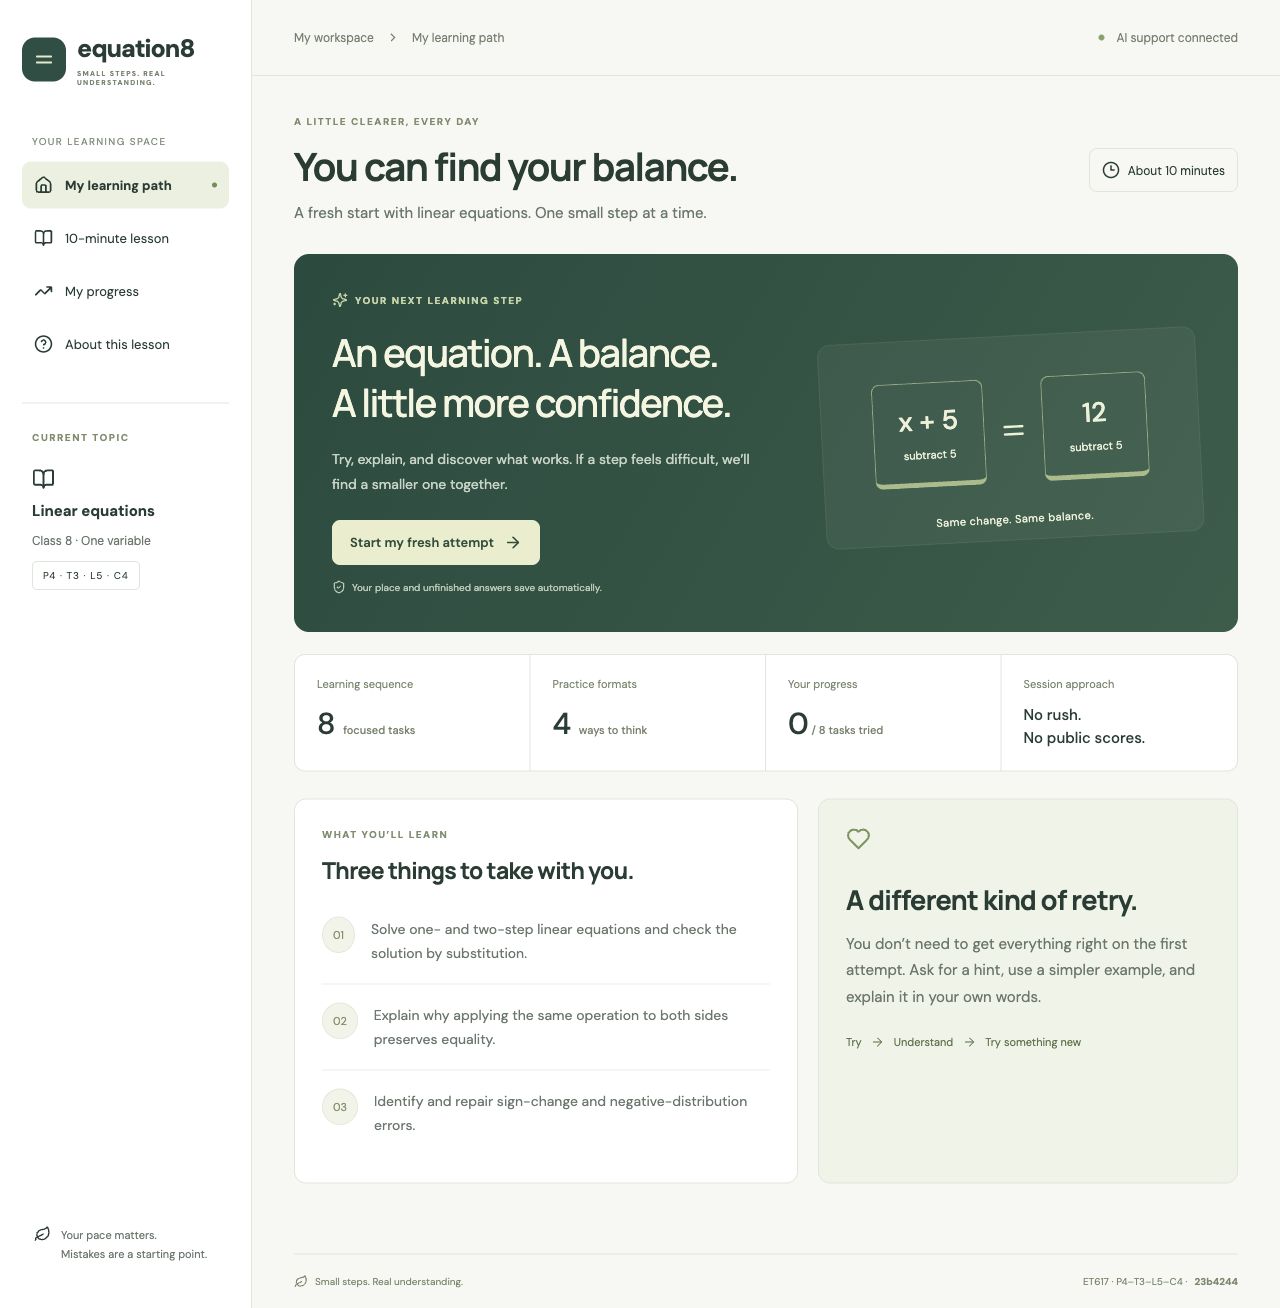 equation8
SMALL STEPS. REAL
UNDERSTANDING.
YOUR LEARNING SPACE
My learning path
10-minute lesson
My progress
About this lesson
CURRENT TOPIC
Linear equations
Class 8 · One variable
P4 · T3 · L5 · C4
Your pace matters.
Mistakes are a starting point.
My workspace > My learning path
AI support connected
A LITTLE CLEARER, EVERY DAY
You can find your balance.
A fresh start with linear equations. One small step at a time.
About 10 minutes
YOUR NEXT LEARNING STEP
An equation. A balance.
A little more confidence.
Try, explain, and discover what works. If a step feels difficult, we’ll
find a smaller one together.
Start my fresh attempt →
Your place and unfinished answers save automatically.
x + 5
subtract 5
=
12
subtract 5
Same change. Same balance.
Learning sequence
8 focused tasks
Practice formats
4 ways to think
Your progress
0 / 8 tasks tried
Session approach
No rush.
No public scores.
WHAT YOU’LL LEARN
Three things to take with you.
01
Solve one- and two-step linear equations and check the
solution by substitution.
02
Explain why applying the same operation to both sides
preserves equality.
03
Identify and repair sign-change and negative-distribution
errors.
A different kind of retry.
You don’t need to get everything right on the first
attempt. Ask for a hint, use a simpler example, and
explain it in your own words.
Try → Understand → Try something new
Small steps. Real understanding.
ET617 · P4–T3–L5–C4 · 23b4244